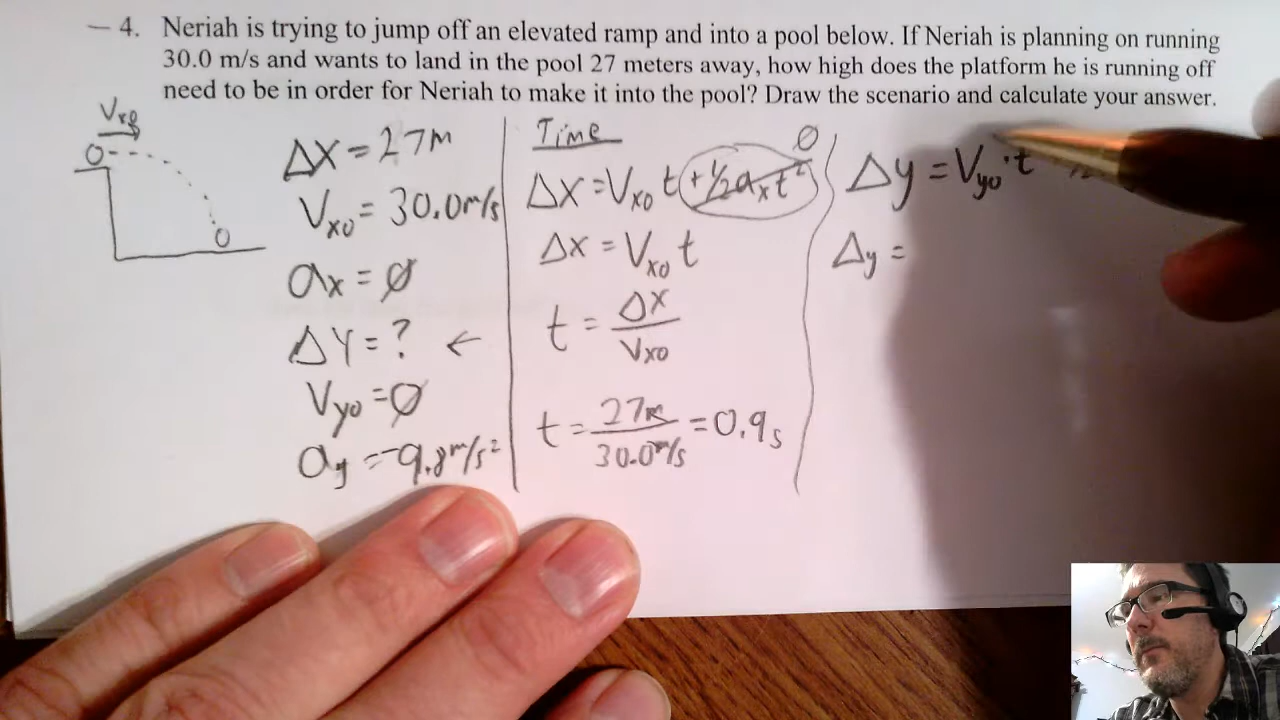 — 4. Neriah is trying to jump off an elevated ramp and into a pool below. If Neriah is planning on running
30.0 m/s and wants to land in the pool 27 meters away, how high does the platform he is running off
need to be in order for Neriah to make it into the pool? Draw the scenario and calculate your answer.
Vx0
ΔX = 27m
Vx0 = 30.0m/s
ax = ∅
ΔY = ? ←
Vy0 = ∅
ay = -9.8m/s²
Time
0
ΔX = Vx0 t + ½axt²
ΔX = Vx0 t
t = ΔX / Vx0
t = 27m / 30.0m/s = 0.9s
Δy = Vy0·t
Δy =